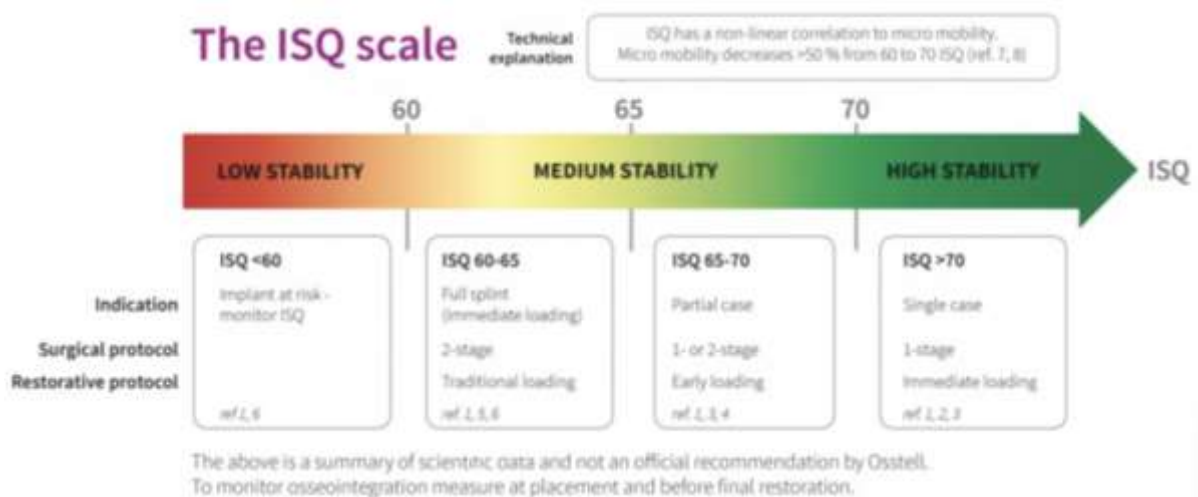 The ISQ scale
Technical
explanation
ISQ has a non-linear correlation to micro mobility.
Micro mobility decreases >50 % from 60 to 70 ISQ (ref. 7, 8)
60
65
70
LOW STABILITY
MEDIUM STABILITY
HIGH STABILITY
ISQ
ISQ <60
ISQ 60-65
ISQ 65-70
ISQ >70
Indication
Implant at risk -
monitor ISQ
Full splint
(immediate loading)
Partial case
Single case
Surgical protocol
2-stage
1- or 2-stage
1-stage
Restorative protocol
Traditional loading
Early loading
Immediate loading
ref. 1, 6
ref. 1, 5, 6
ref. 1, 3, 4
ref. 1, 2, 3
The above is a summary of scientific data and not an official recommendation by Osstell.
To monitor osseointegration measure at placement and before final restoration.